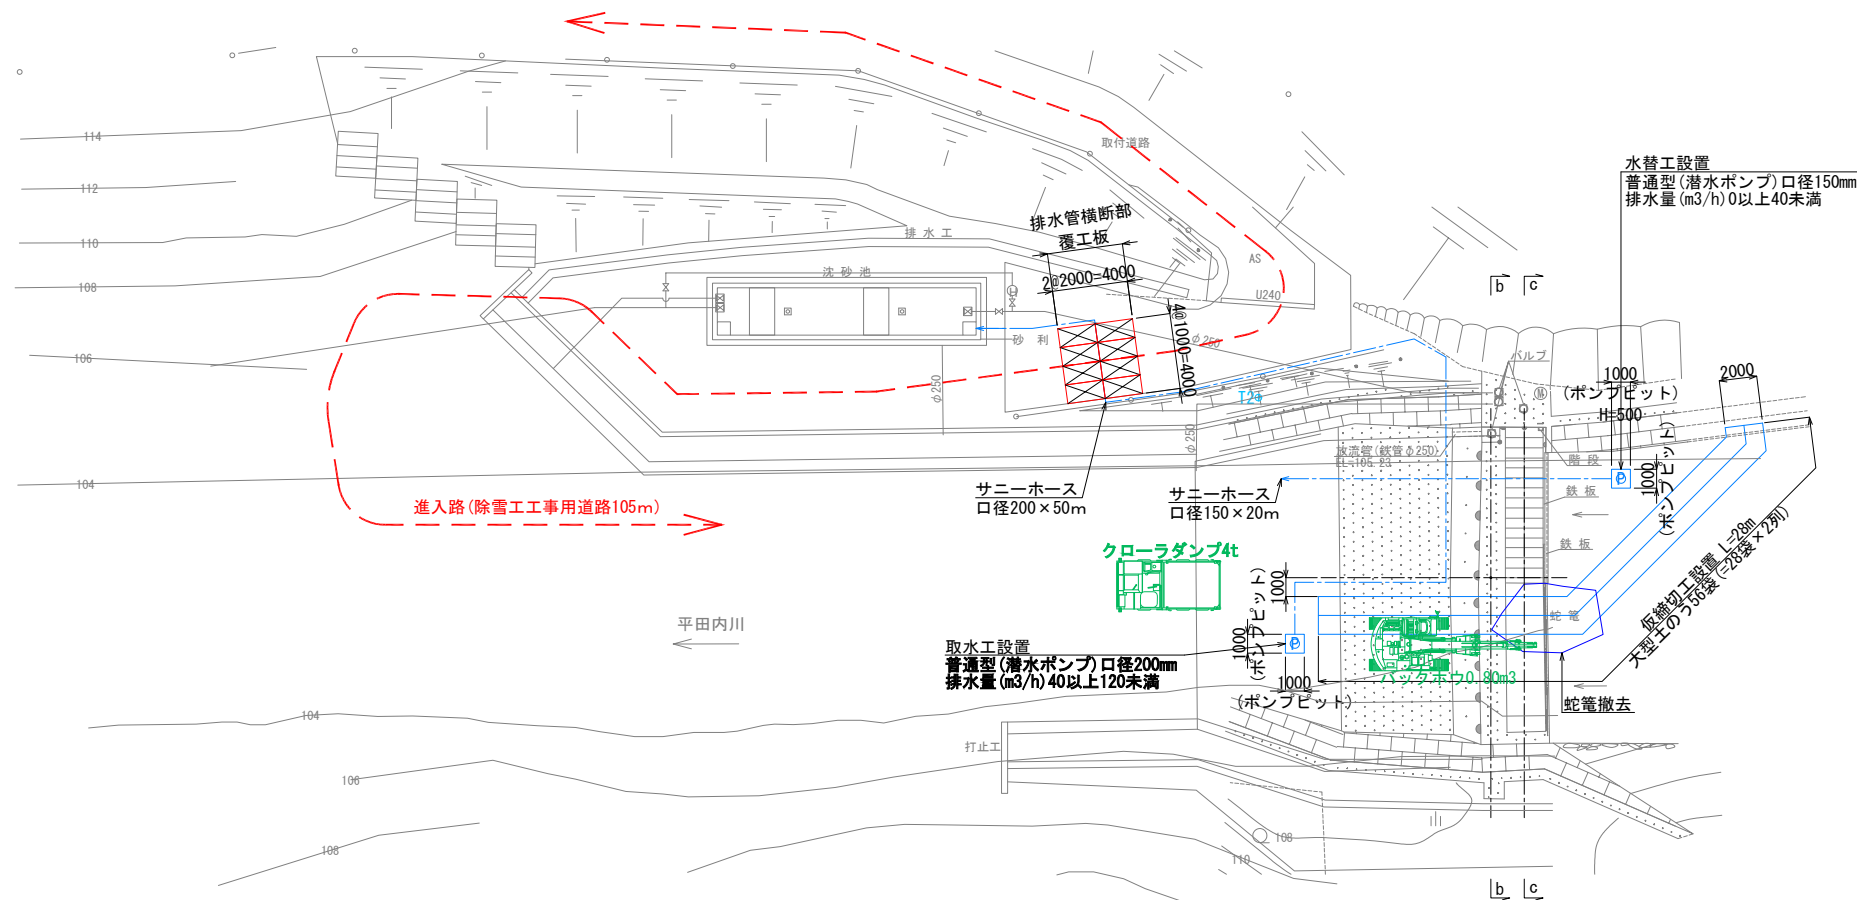 取付道路
水替工設置
普通型(潜水ポンプ)口径150mm
排水量(m3/h)0以上40未満
114
112
110
108
106
104
排水管横断部
覆工板
2@2000=4000
4@1000=4000
排水工
沈砂池
砂利
AS
U240
φ250
φ250
φ250
b
c
バルブ
M
1000
(ポンプピット)
H=500
2000
1000
(ポンプピット)
放流管(鉄管φ250)
EL=105.23
階段
鉄板
鉄板
P
サニーホース
口径200×50m
サニーホース
口径150×20m
進入路(除雪工工事用道路105m)
クローラダンプ4t
平田内川
取水工設置
普通型(潜水ポンプ)口径200mm
排水量(m3/h)40以上120未満
1000
1000
(ポンプピット)
P
1000
(ポンプピット)
バックホウ0.80m3
蛇篭
蛇篭撤去
仮締切工設置 L=28m
大型土のう56袋(=28袋×2列)
打止工
104
106
108
108
110
b
c